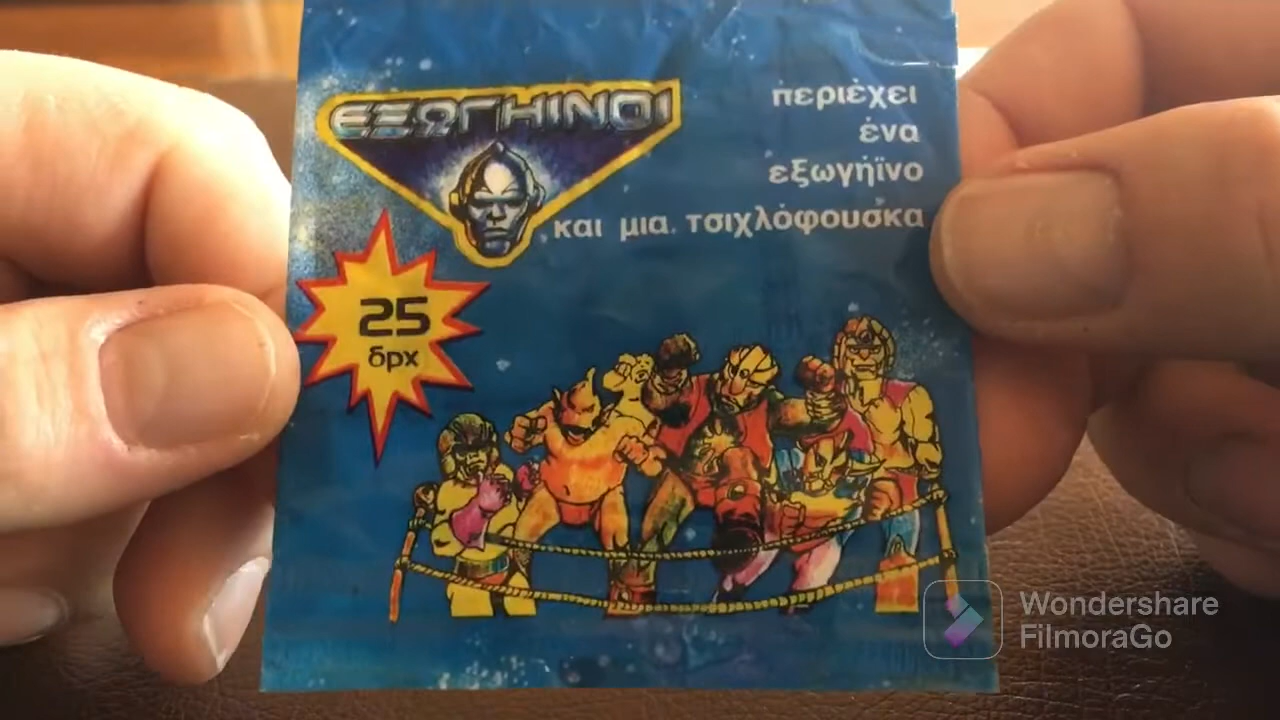 ΕΞΩΓΗΙΝΟΙ
περιέχει
ένα
εξωγήϊνο
και μια τσιχλόφουσκα
25
δρχ
Wondershare
FilmoraGo